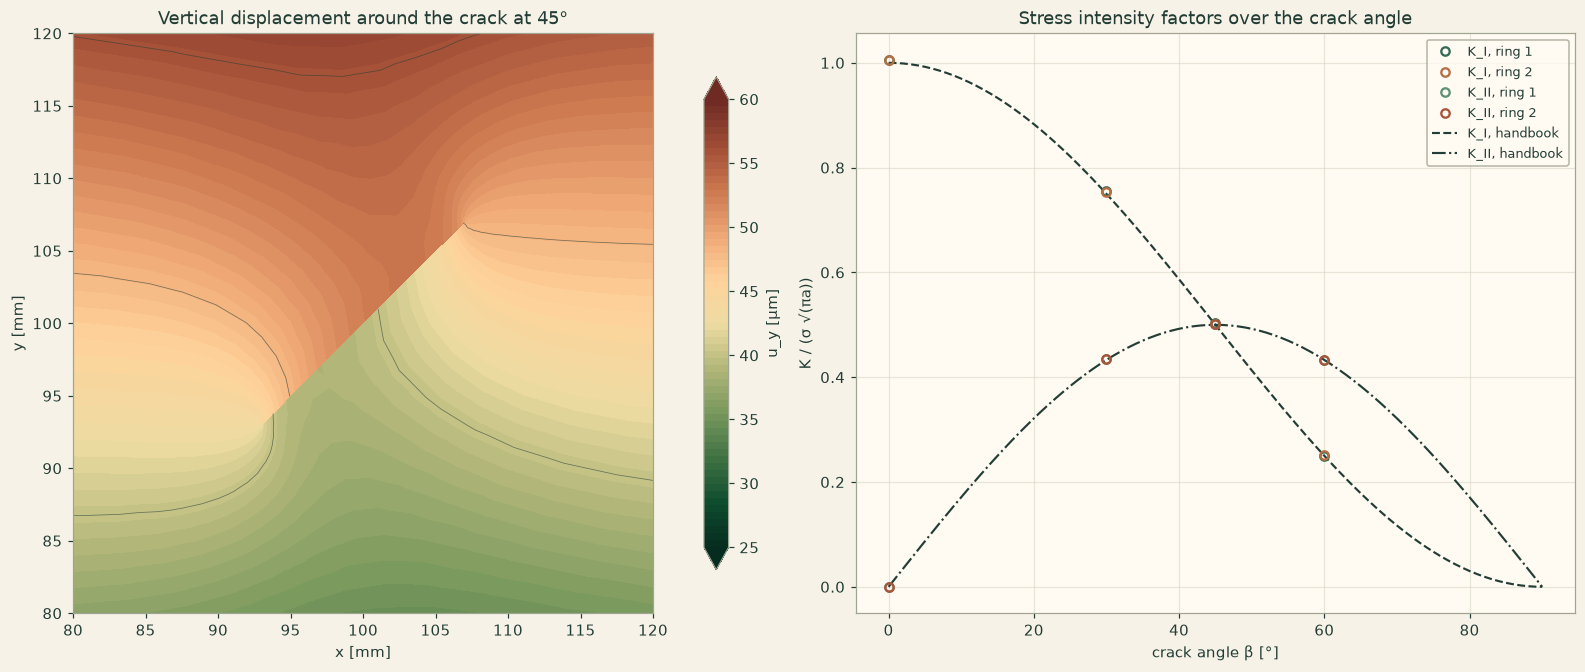 Vertical displacement around the crack at 45°
120
115
110
105
100
95
90
85
80
y [mm]
80 85 90 95 100 105 110 115 120
x [mm]
60
55
50
45
40
35
30
25
u_y [µm]
Stress intensity factors over the crack angle
K_I, ring 1
K_I, ring 2
K_II, ring 1
K_II, ring 2
K_I, handbook
K_II, handbook
1.0
0.8
0.6
0.4
0.2
0.0
K / (σ √(πa))
0 20 40 60 80
crack angle β [°]